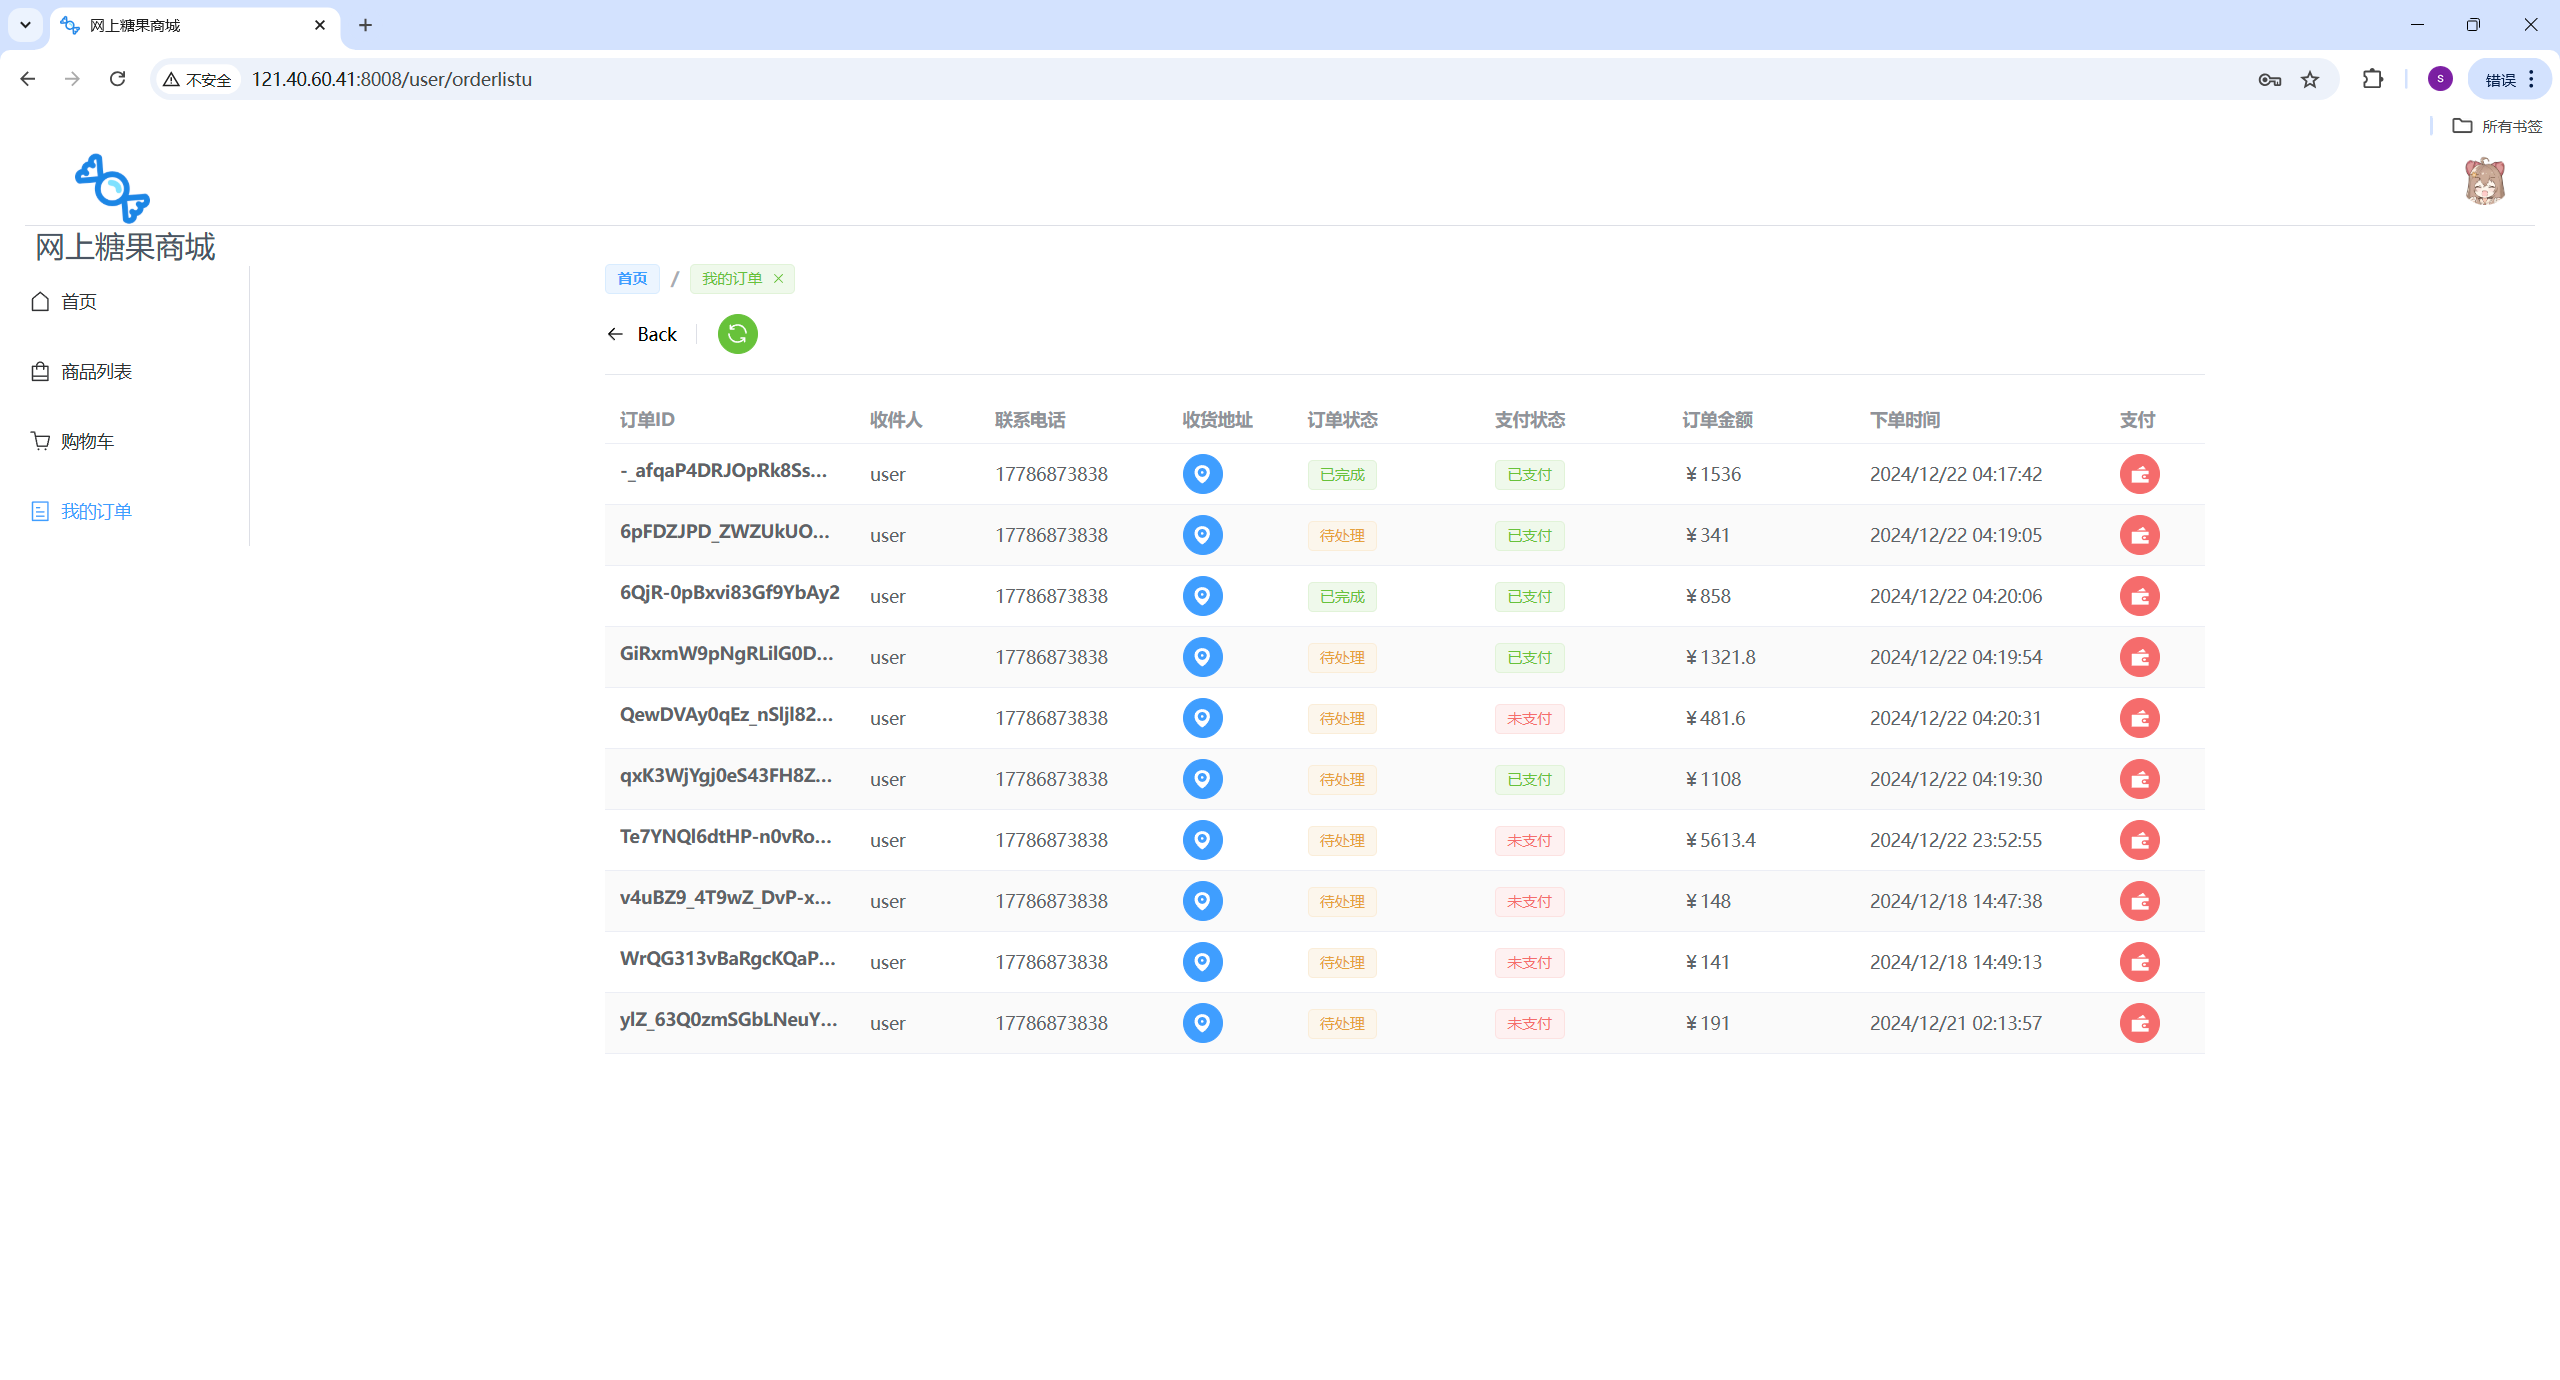 网上糖果商城
不安全 121.40.60.41:8008/user/orderlistu S 错误
所有书签
网上糖果商城
首页
商品列表
购物车
我的订单
首页 / 我的订单
Back
订单ID 收件人 联系电话 收货地址 订单状态 支付状态 订单金额 下单时间 支付
-_afqaP4DRJOpRk8Ss... user 17786873838 已完成 已支付 ¥1536 2024/12/22 04:17:42
6pFDZJPD_ZWZUkUO... user 17786873838 待处理 已支付 ¥341 2024/12/22 04:19:05
6QjR-0pBxvi83Gf9YbAy2 user 17786873838 已完成 已支付 ¥858 2024/12/22 04:20:06
GiRxmW9pNgRLilG0D... user 17786873838 待处理 已支付 ¥1321.8 2024/12/22 04:19:54
QewDVAy0qEz_nSljl82... user 17786873838 待处理 未支付 ¥481.6 2024/12/22 04:20:31
qxK3WjYgj0eS43FH8Z... user 17786873838 待处理 已支付 ¥1108 2024/12/22 04:19:30
Te7YNQl6dtHP-n0vRo... user 17786873838 待处理 未支付 ¥5613.4 2024/12/22 23:52:55
v4uBZ9_4T9wZ_DvP-x... user 17786873838 待处理 未支付 ¥148 2024/12/18 14:47:38
WrQG313vBaRgcKQaP... user 17786873838 待处理 未支付 ¥141 2024/12/18 14:49:13
ylZ_63Q0zmSGbLNeuY... user 17786873838 待处理 未支付 ¥191 2024/12/21 02:13:57